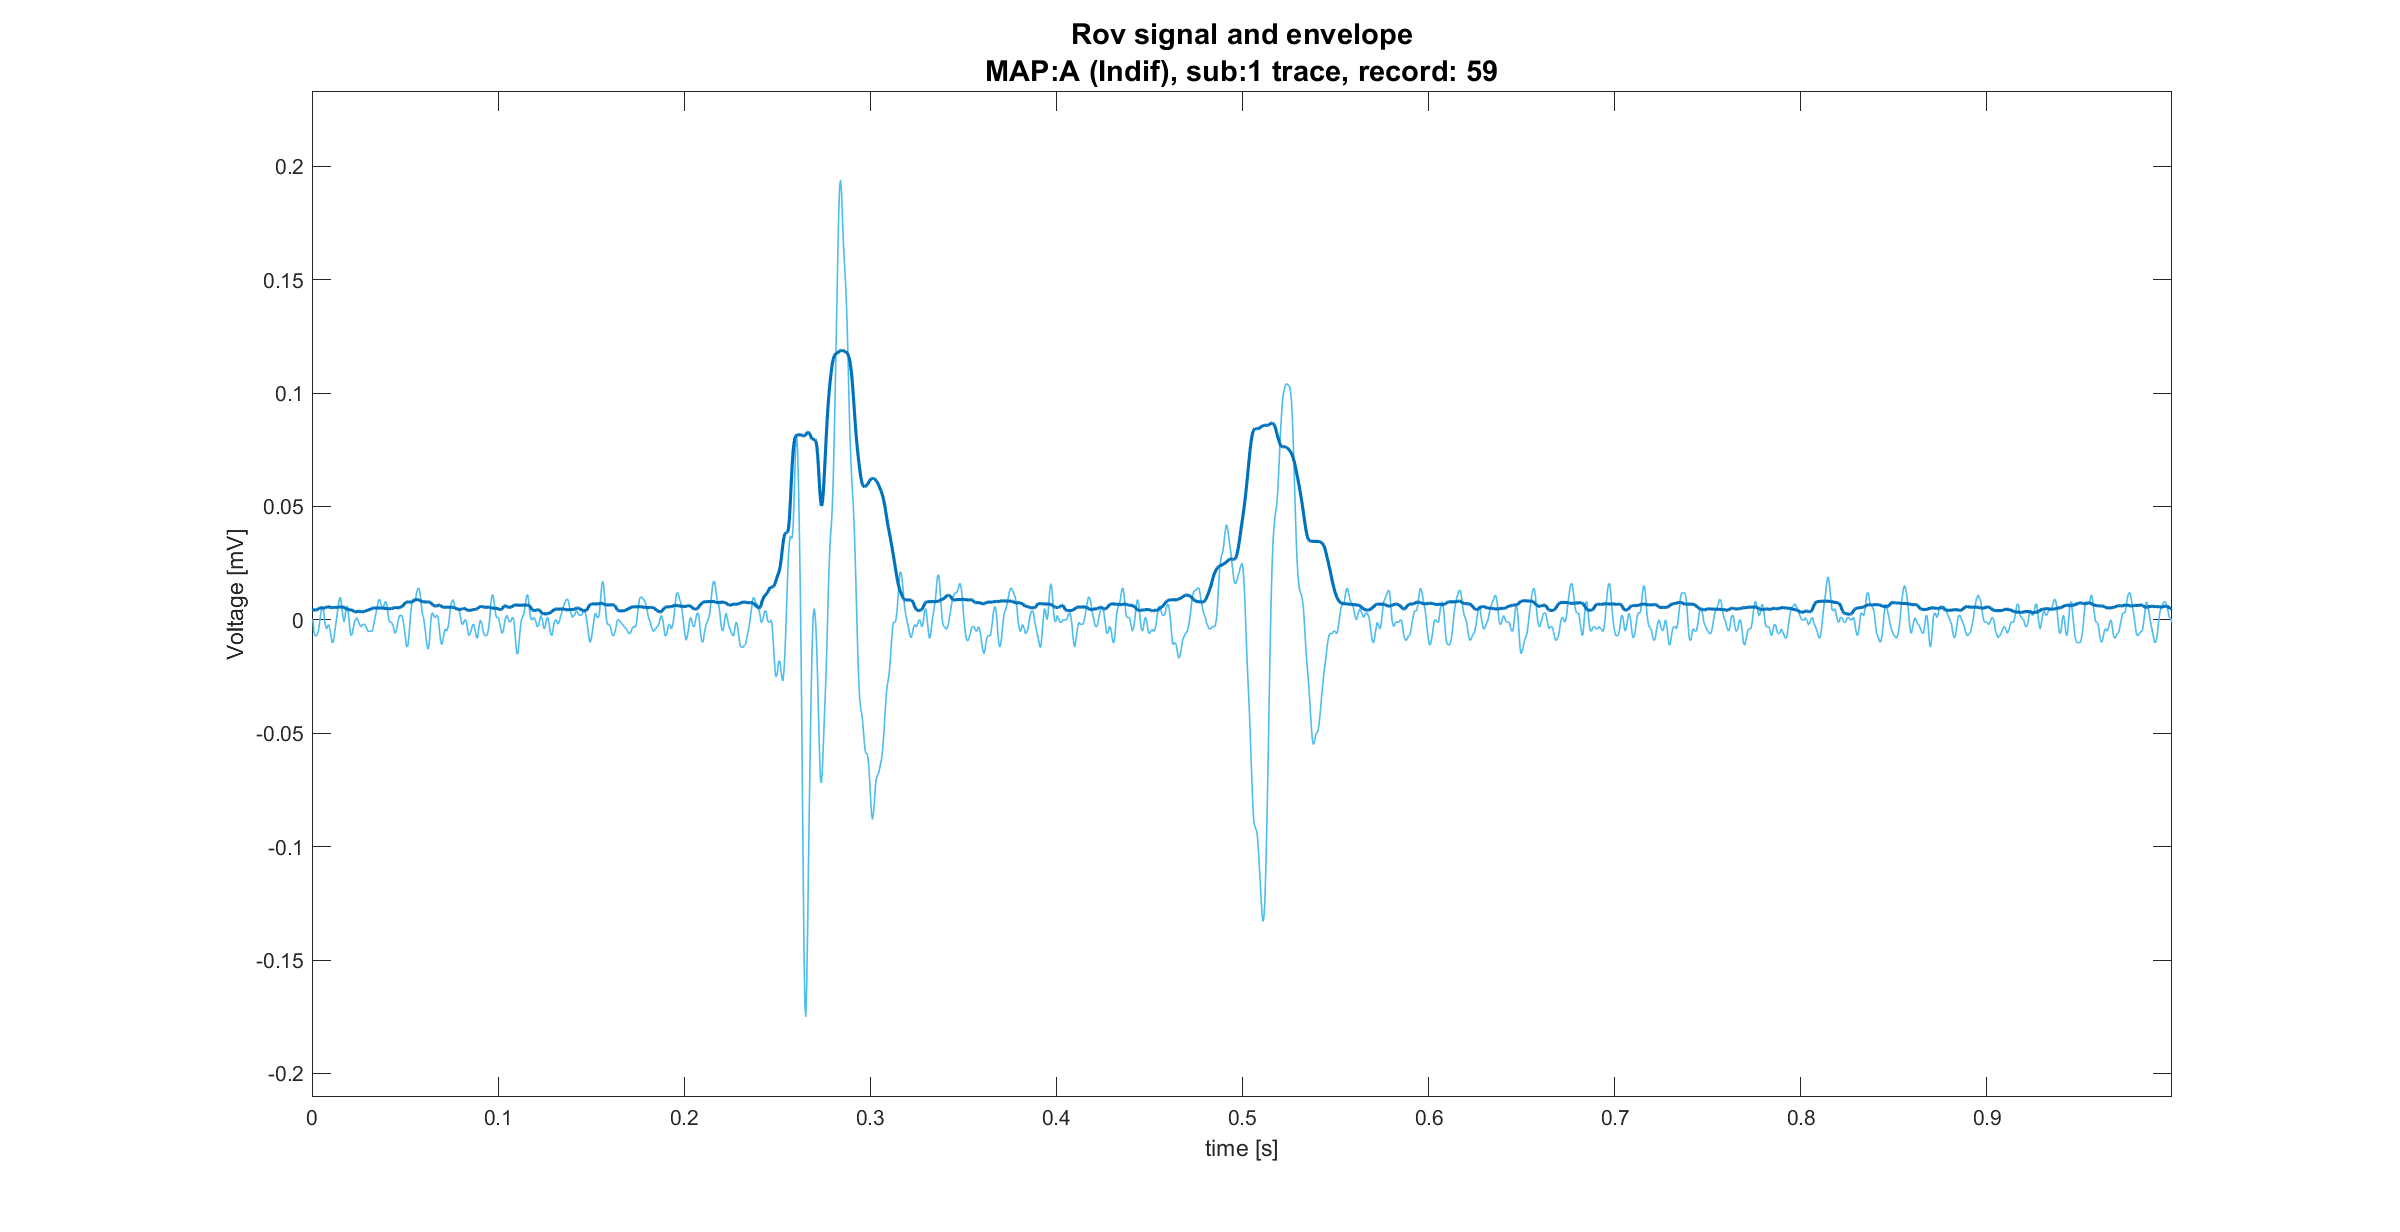 Rov signal and envelope
MAP:A (Indif), sub:1 trace, record: 59
0.2
0.15
0.1
0.05
0
-0.05
-0.1
-0.15
-0.2
Voltage [mV]
0 0.1 0.2 0.3 0.4 0.5 0.6 0.7 0.8 0.9
time [s]